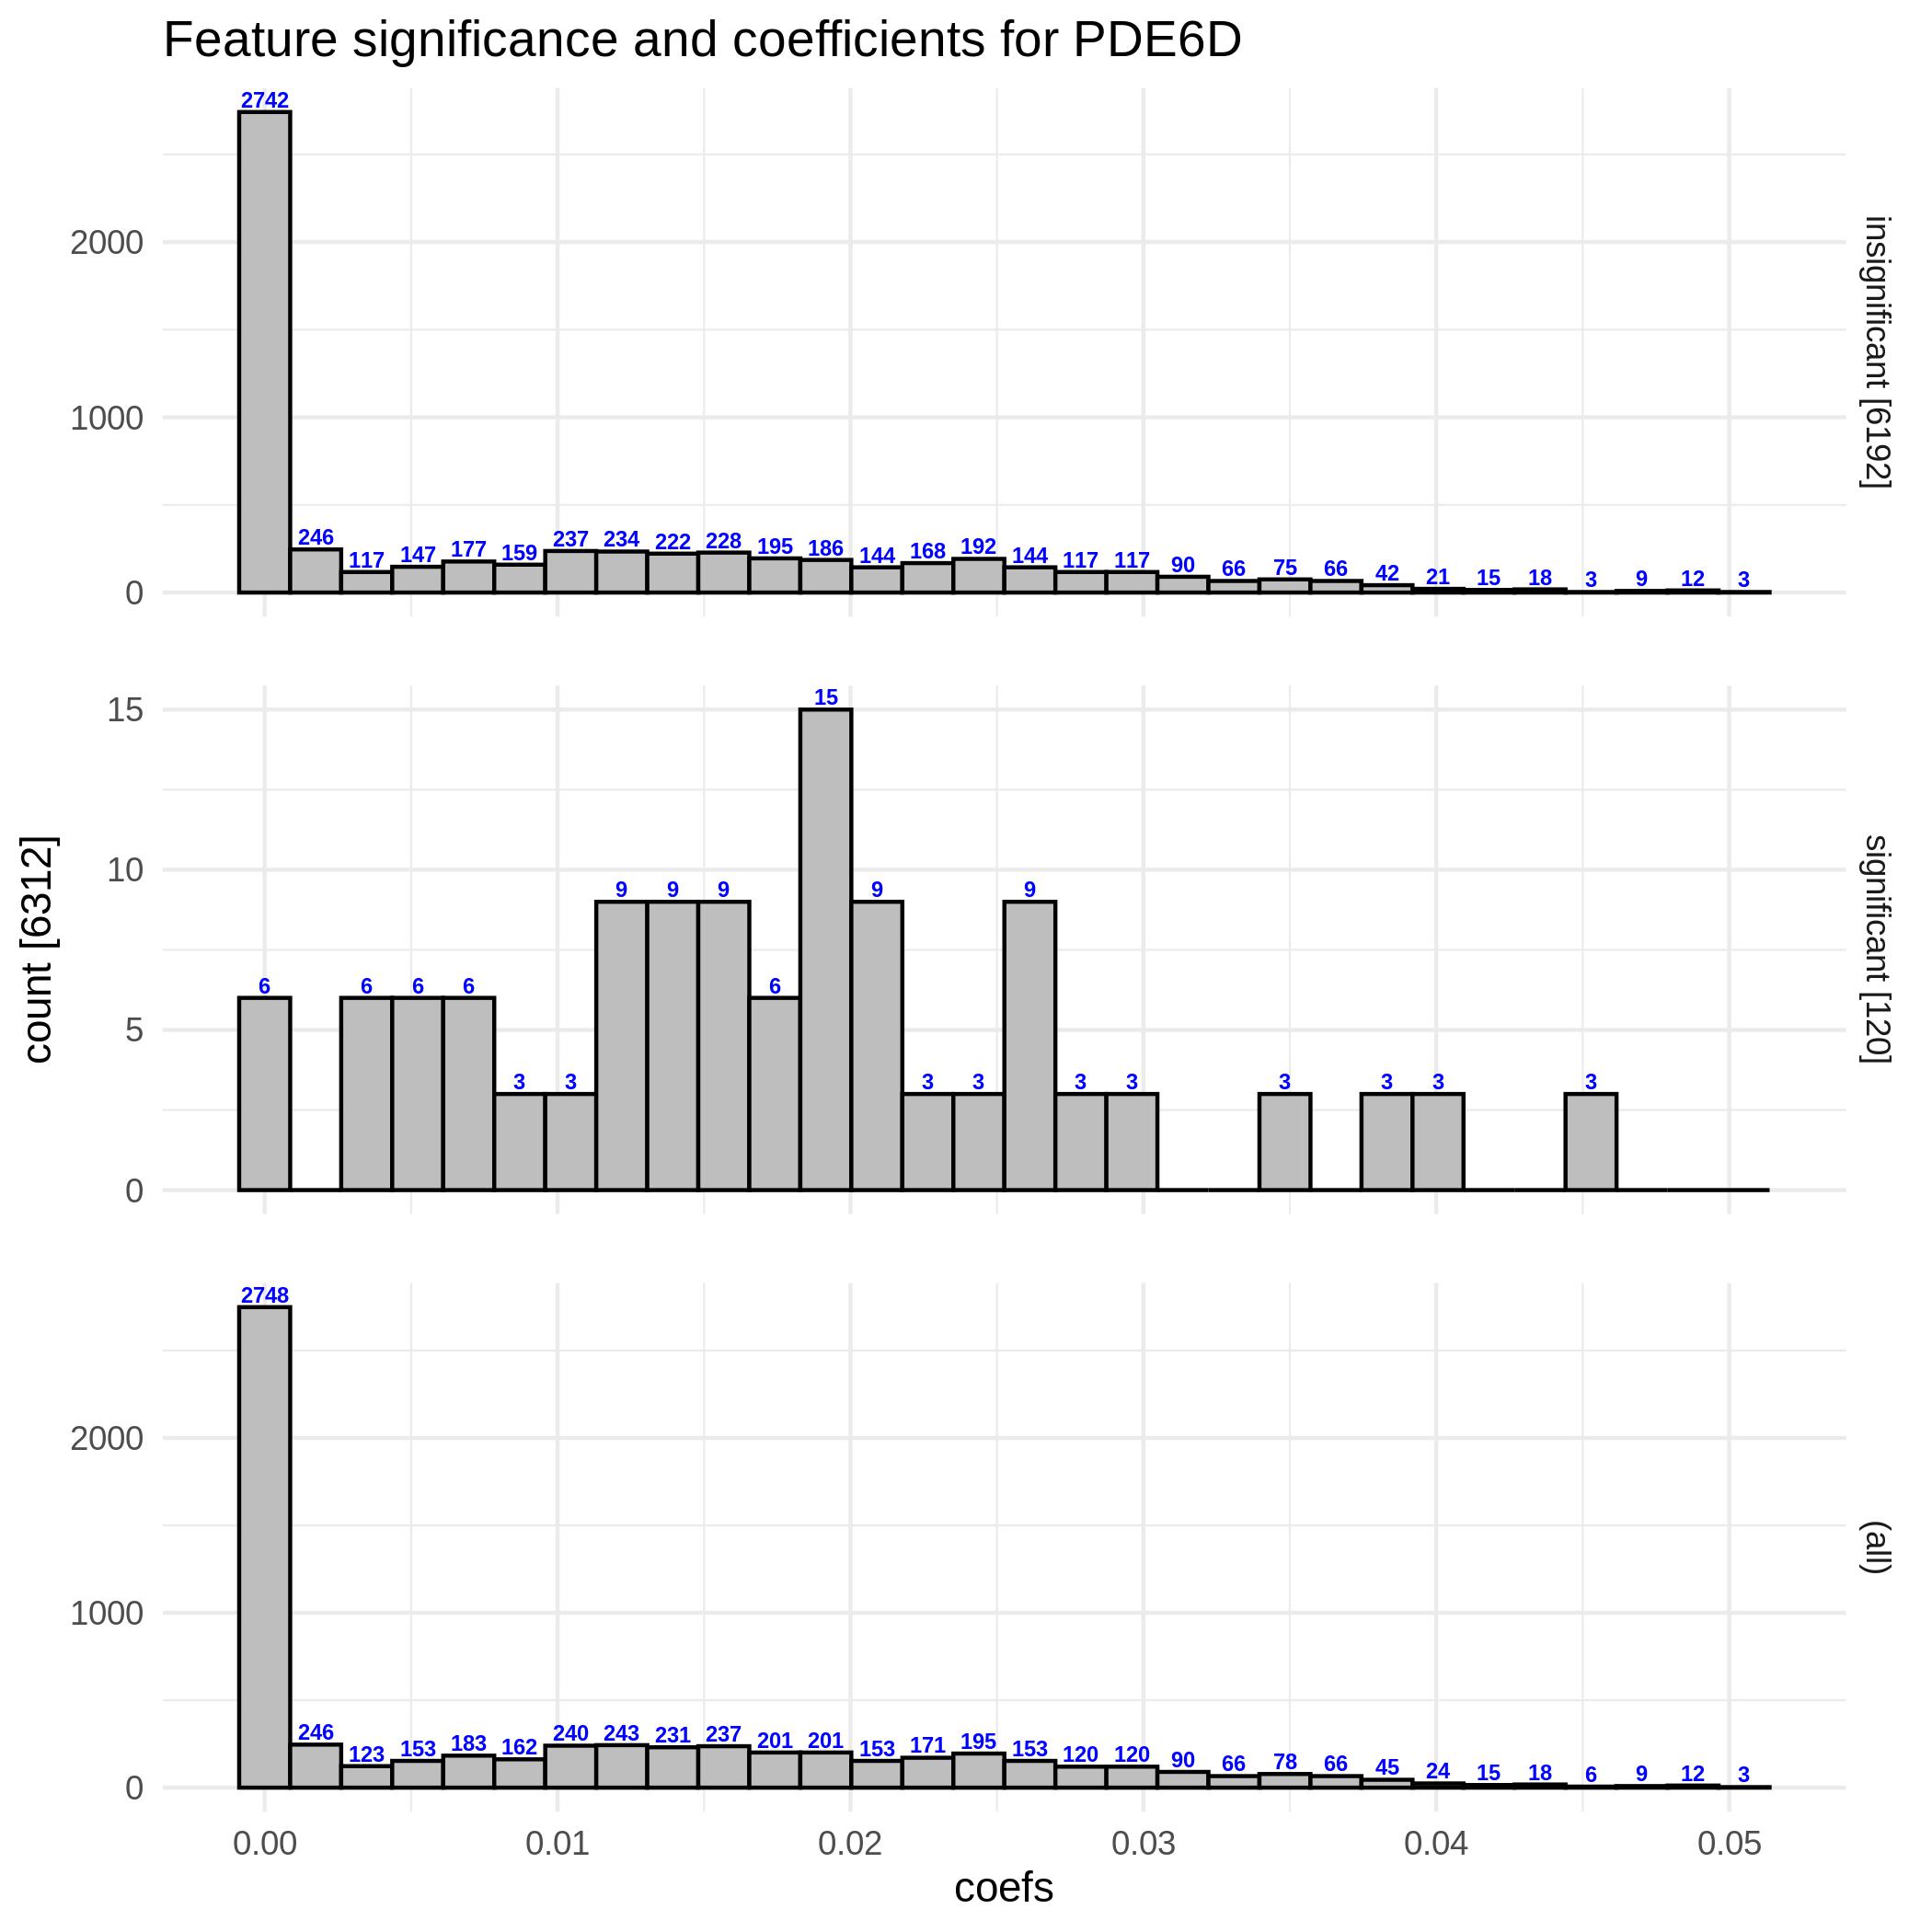 Feature significance and coefficients for PDE6D
2742
246 117 147 177 159 237 234 222 228 195 186 144 168 192 144 117 117 90 66 75 66 42 21 15 18 3 9 12 3
2000
1000
0
insignificant [6192]
15
9 9 9 9 9
6 6 6 6 6
3 3 3 3 3 3 3 3 3 3
15
10
5
0
significant [120]
count [6312]
2748
246 123 153 183 162 240 243 231 237 201 201 153 171 195 153 120 120 90 66 78 66 45 24 15 18 6 9 12 3
2000
1000
0
(all)
0.00 0.01 0.02 0.03 0.04 0.05
coefs